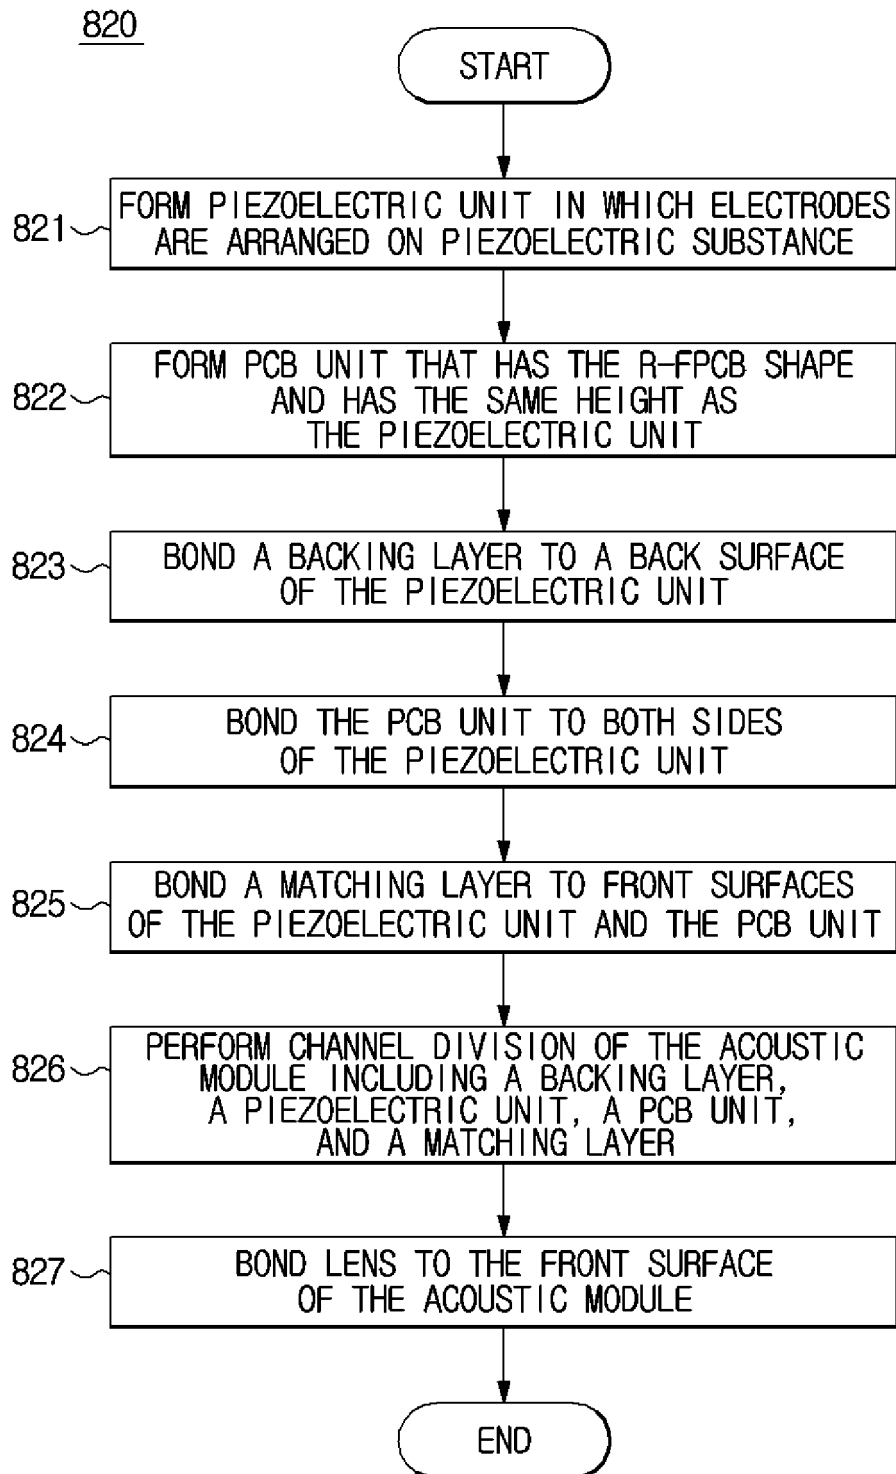 820
START
821
FORM PIEZOELECTRIC UNIT IN WHICH ELECTRODES
ARE ARRANGED ON PIEZOELECTRIC SUBSTANCE
822
FORM PCB UNIT THAT HAS THE R-FPCB SHAPE
AND HAS THE SAME HEIGHT AS
THE PIEZOELECTRIC UNIT
823
BOND A BACKING LAYER TO A BACK SURFACE
OF THE PIEZOELECTRIC UNIT
824
BOND THE PCB UNIT TO BOTH SIDES
OF THE PIEZOELECTRIC UNIT
825
BOND A MATCHING LAYER TO FRONT SURFACES
OF THE PIEZOELECTRIC UNIT AND THE PCB UNIT
826
PERFORM CHANNEL DIVISION OF THE ACOUSTIC
MODULE INCLUDING A BACKING LAYER,
A PIEZOELECTRIC UNIT, A PCB UNIT,
AND A MATCHING LAYER
827
BOND LENS TO THE FRONT SURFACE
OF THE ACOUSTIC MODULE
END